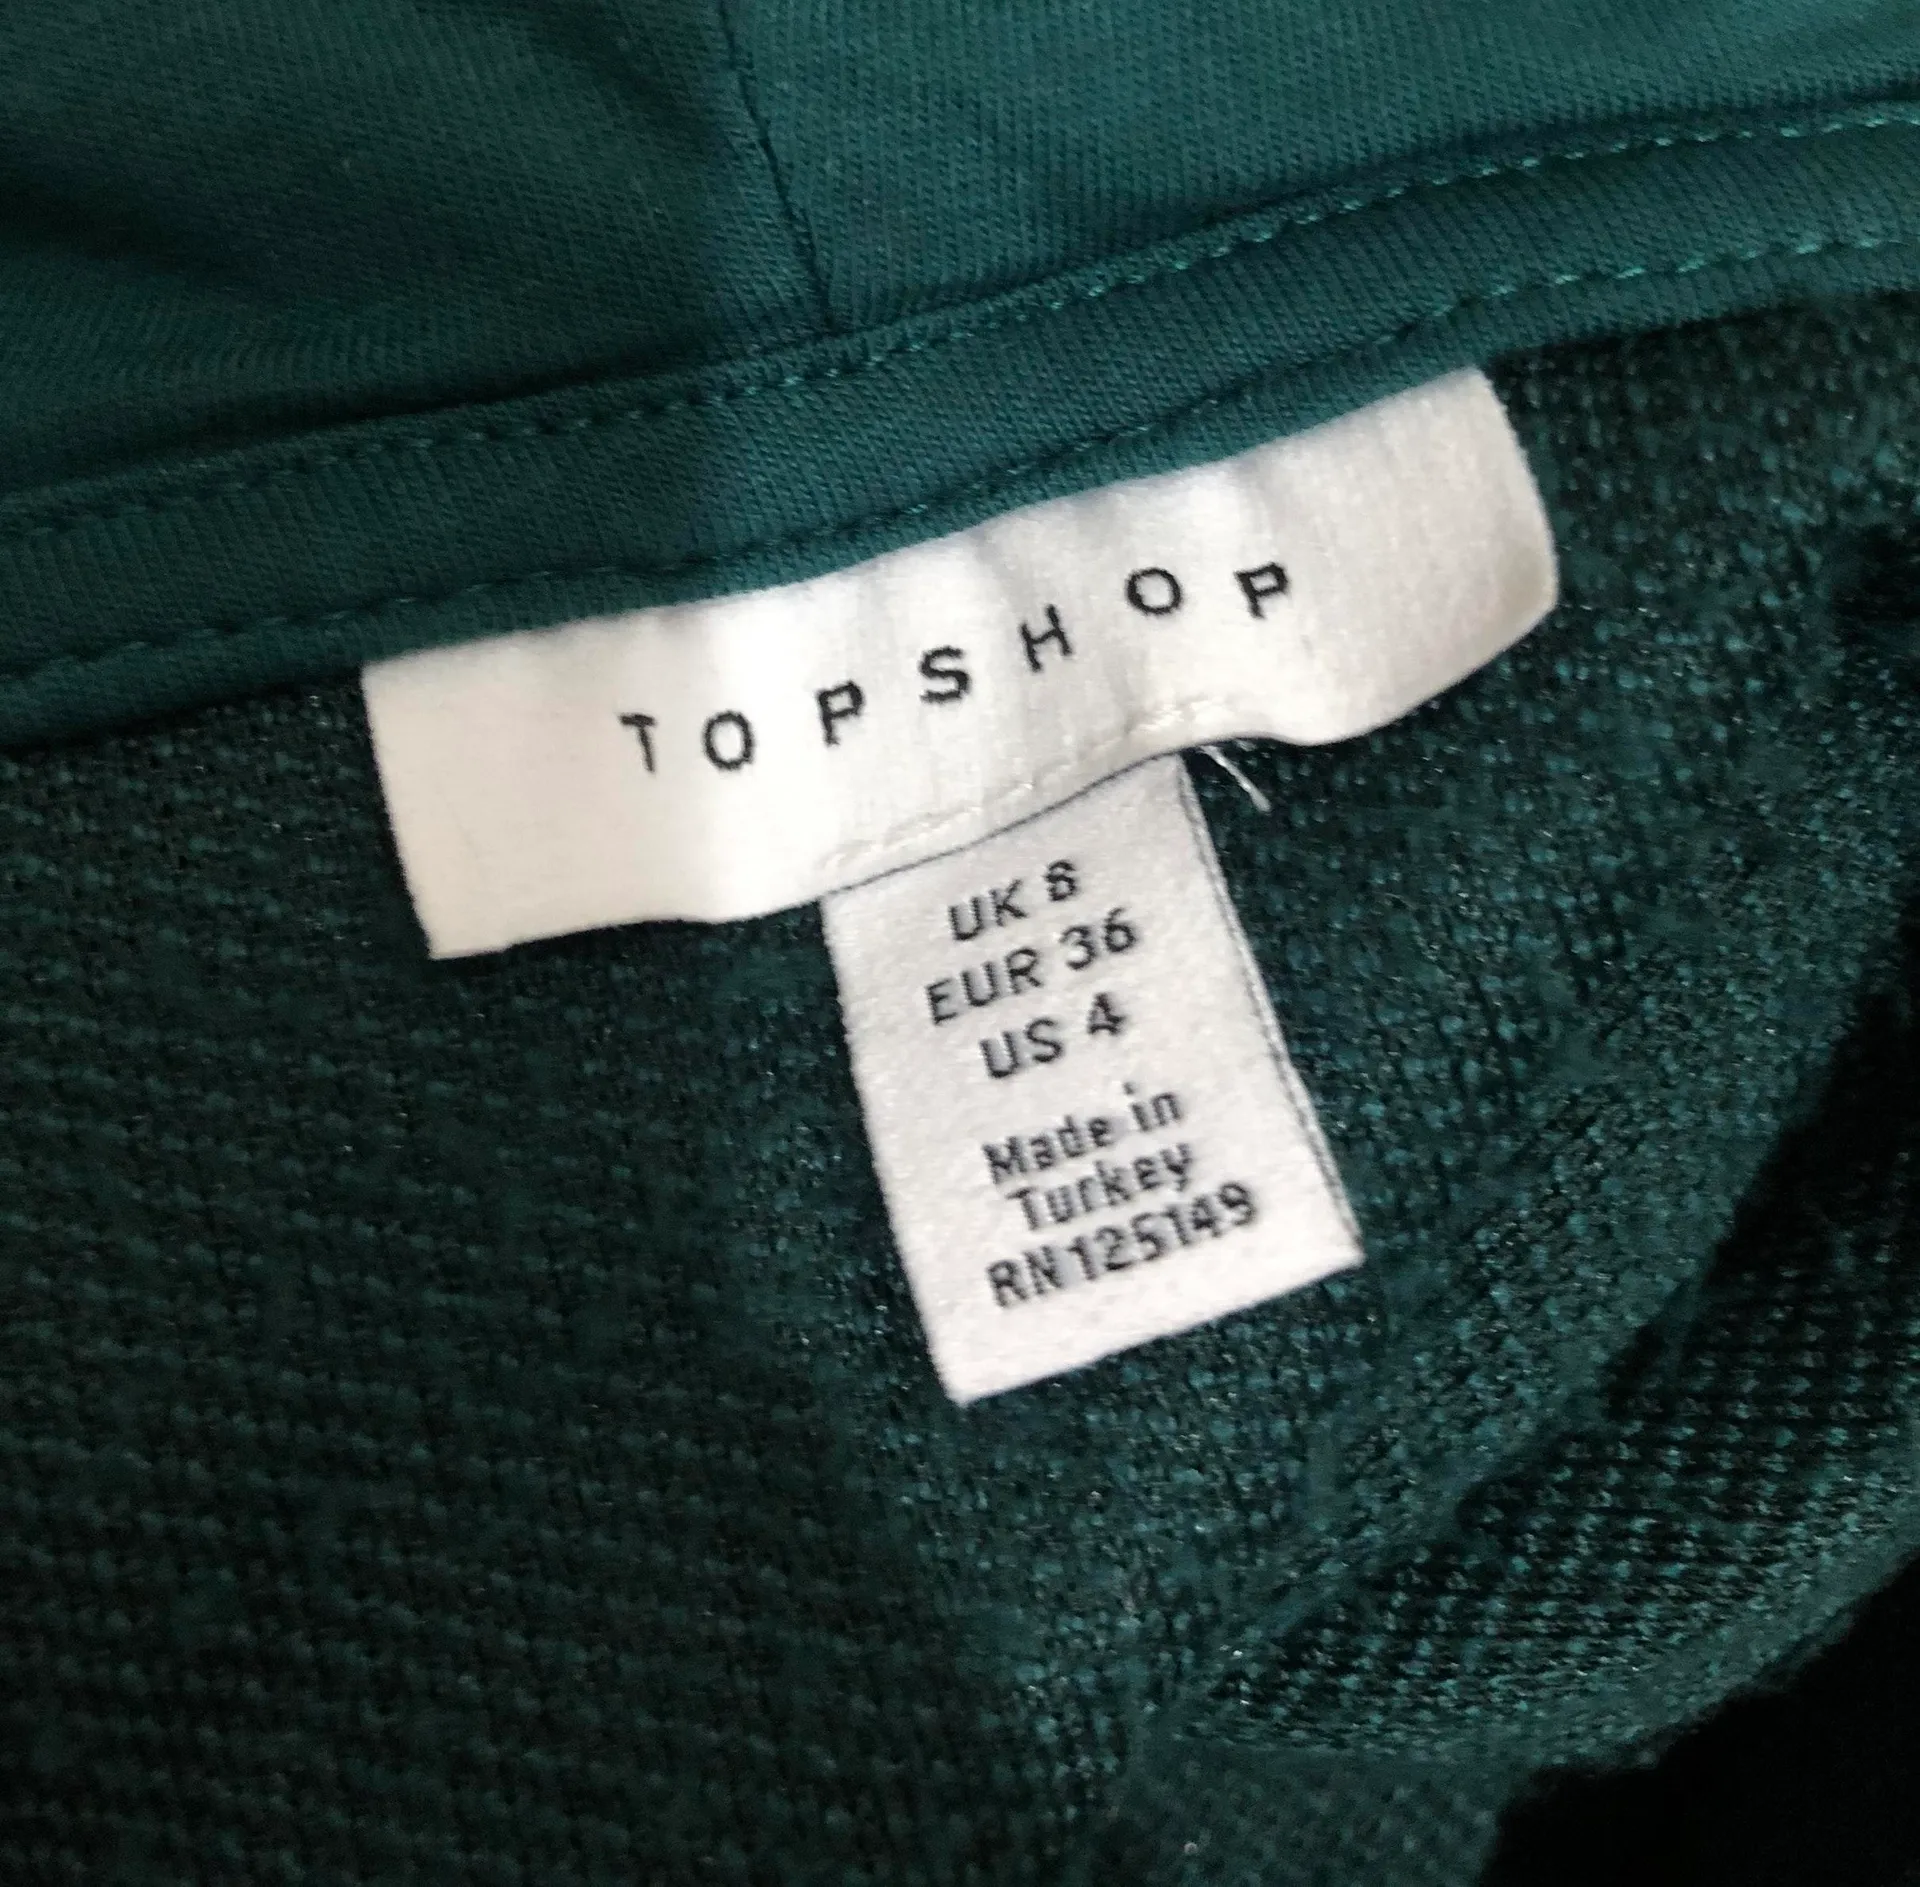 TOPSHOP
UK 8
EUR 36
US 4
Made in
Turkey
RN125149